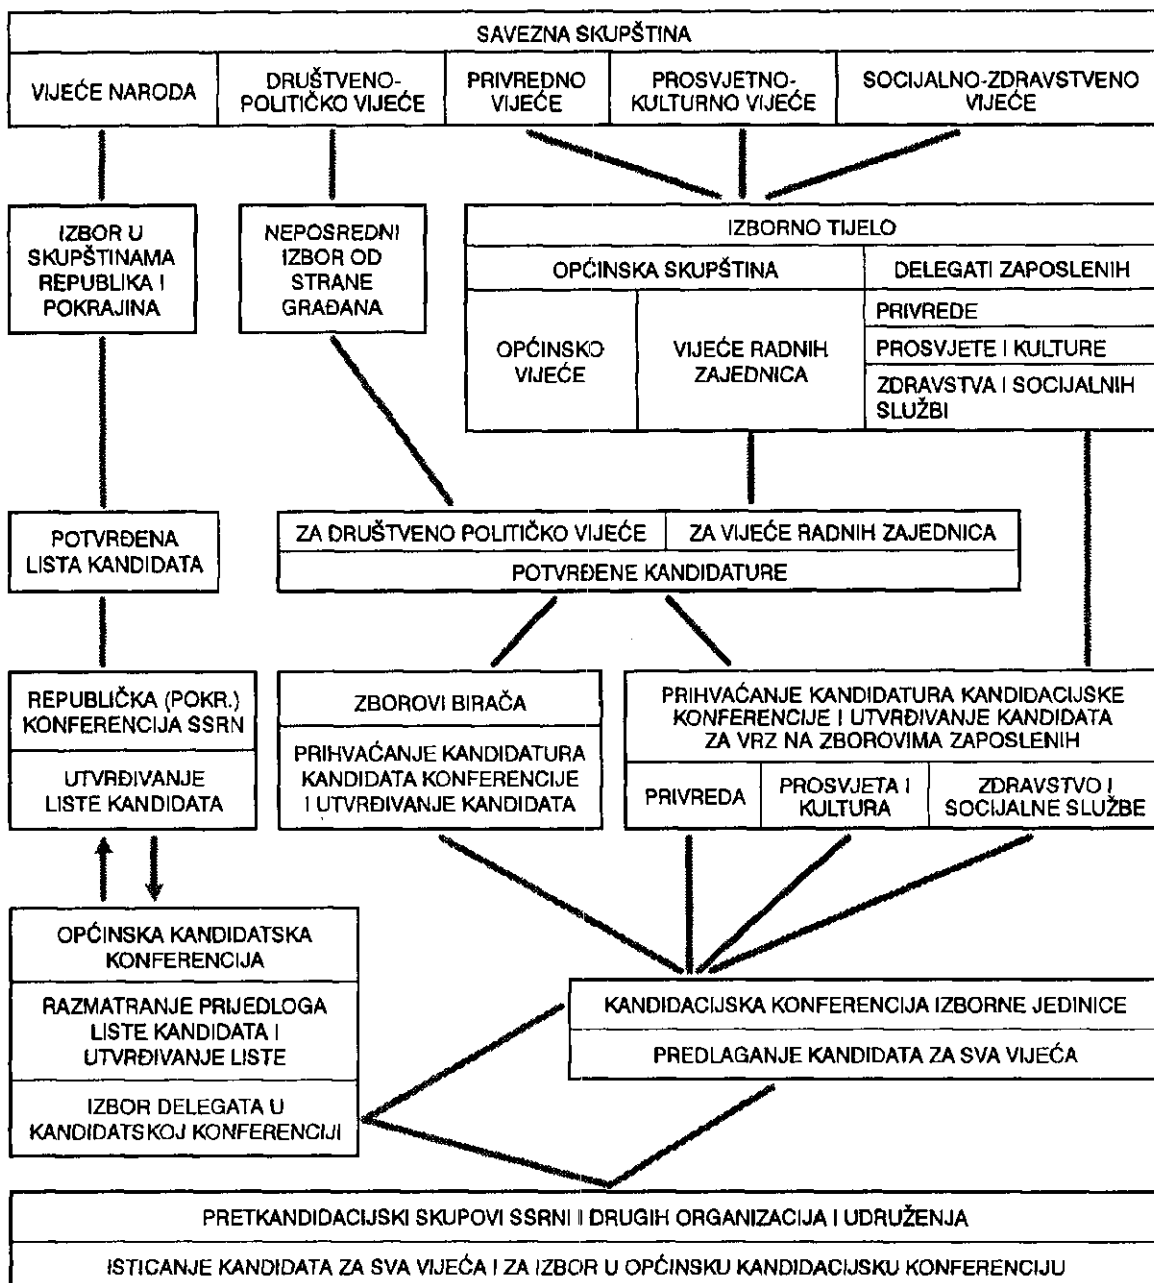 SAVEZNA SKUPŠTINA
VIJEĆE NARODA
DRUŠTVENO-
POLITIČKO VIJEĆE
PRIVREDNO
VIJEĆE
PROSVJETNO-
KULTURNO VIJEĆE
SOCIJALNO-ZDRAVSTVENO
VIJEĆE
IZBOR U
SKUPŠTINAMA
REPUBLIKA I
POKRAJINA
NEPOSREDNI
IZBOR OD
STRANE
GRAĐANA
IZBORNO TIJELO
OPĆINSKA SKUPŠTINA
DELEGATI ZAPOSLENIH
OPĆINSKO
VIJEĆE
VIJEĆE RADNIH
ZAJEDNICA
PRIVREDE
PROSVJETE I KULTURE
ZDRAVSTVA I SOCIJALNIH
SLUŽBI
POTVRĐENA
LISTA KANDIDATA
ZA DRUŠTVENO POLITIČKO VIJEĆE
ZA VIJEĆE RADNIH ZAJEDNICA
POTVRĐENE KANDIDATURE
REPUBLIČKA (POKR.)
KONFERENCIJA SSRN
UTVRĐIVANJE
LISTE KANDIDATA
ZBOROVI BIRAČA
PRIHVAĆANJE KANDIDATURA
KANDIDATA KONFERENCIJE
I UTVRĐIVANJE KANDIDATA
PRIHVAĆANJE KANDIDATURA KANDIDACIJSKE
KONFERENCIJE I UTVRĐIVANJE KANDIDATA
ZA VRZ NA ZBOROVIMA ZAPOSLENIH
PRIVREDA
PROSVJETA I
KULTURA
ZDRAVSTVO I
SOCIJALNE SLUŽBE
OPĆINSKA KANDIDATSKA
KONFERENCIJA
RAZMATRANJE PRIJEDLOGA
LISTE KANDIDATA I
UTVRĐIVANJE LISTE
IZBOR DELEGATA U
KANDIDATSKOJ KONFERENCIJI
KANDIDACIJSKA KONFERENCIJA IZBORNE JEDINICE
PREDLAGANJE KANDIDATA ZA SVA VIJEĆA
PRETKANDIDACIJSKI SKUPOVI SSRNI I DRUGIH ORGANIZACIJA I UDRUŽENJA
ISTICANJE KANDIDATA ZA SVA VIJEĆA I ZA IZBOR U OPĆINSKU KANDIDACIJSKU KONFERENCIJU